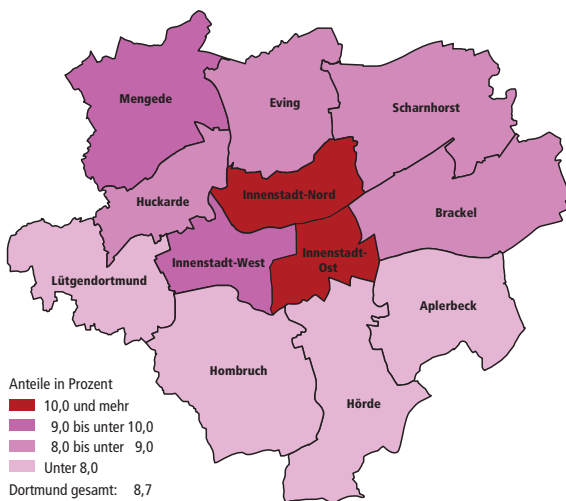 Mengede
Eving
Scharnhorst
Innenstadt-Nord
Huckarde
Brackel
Innenstadt-West
Innenstadt-
Ost
Lütgendortmund
Aplerbeck
Hombruch
Hörde
Anteile in Prozent
10,0 und mehr
9,0 bis unter 10,0
8,0 bis unter 9,0
Unter 8,0
Dortmund gesamt: 8,7